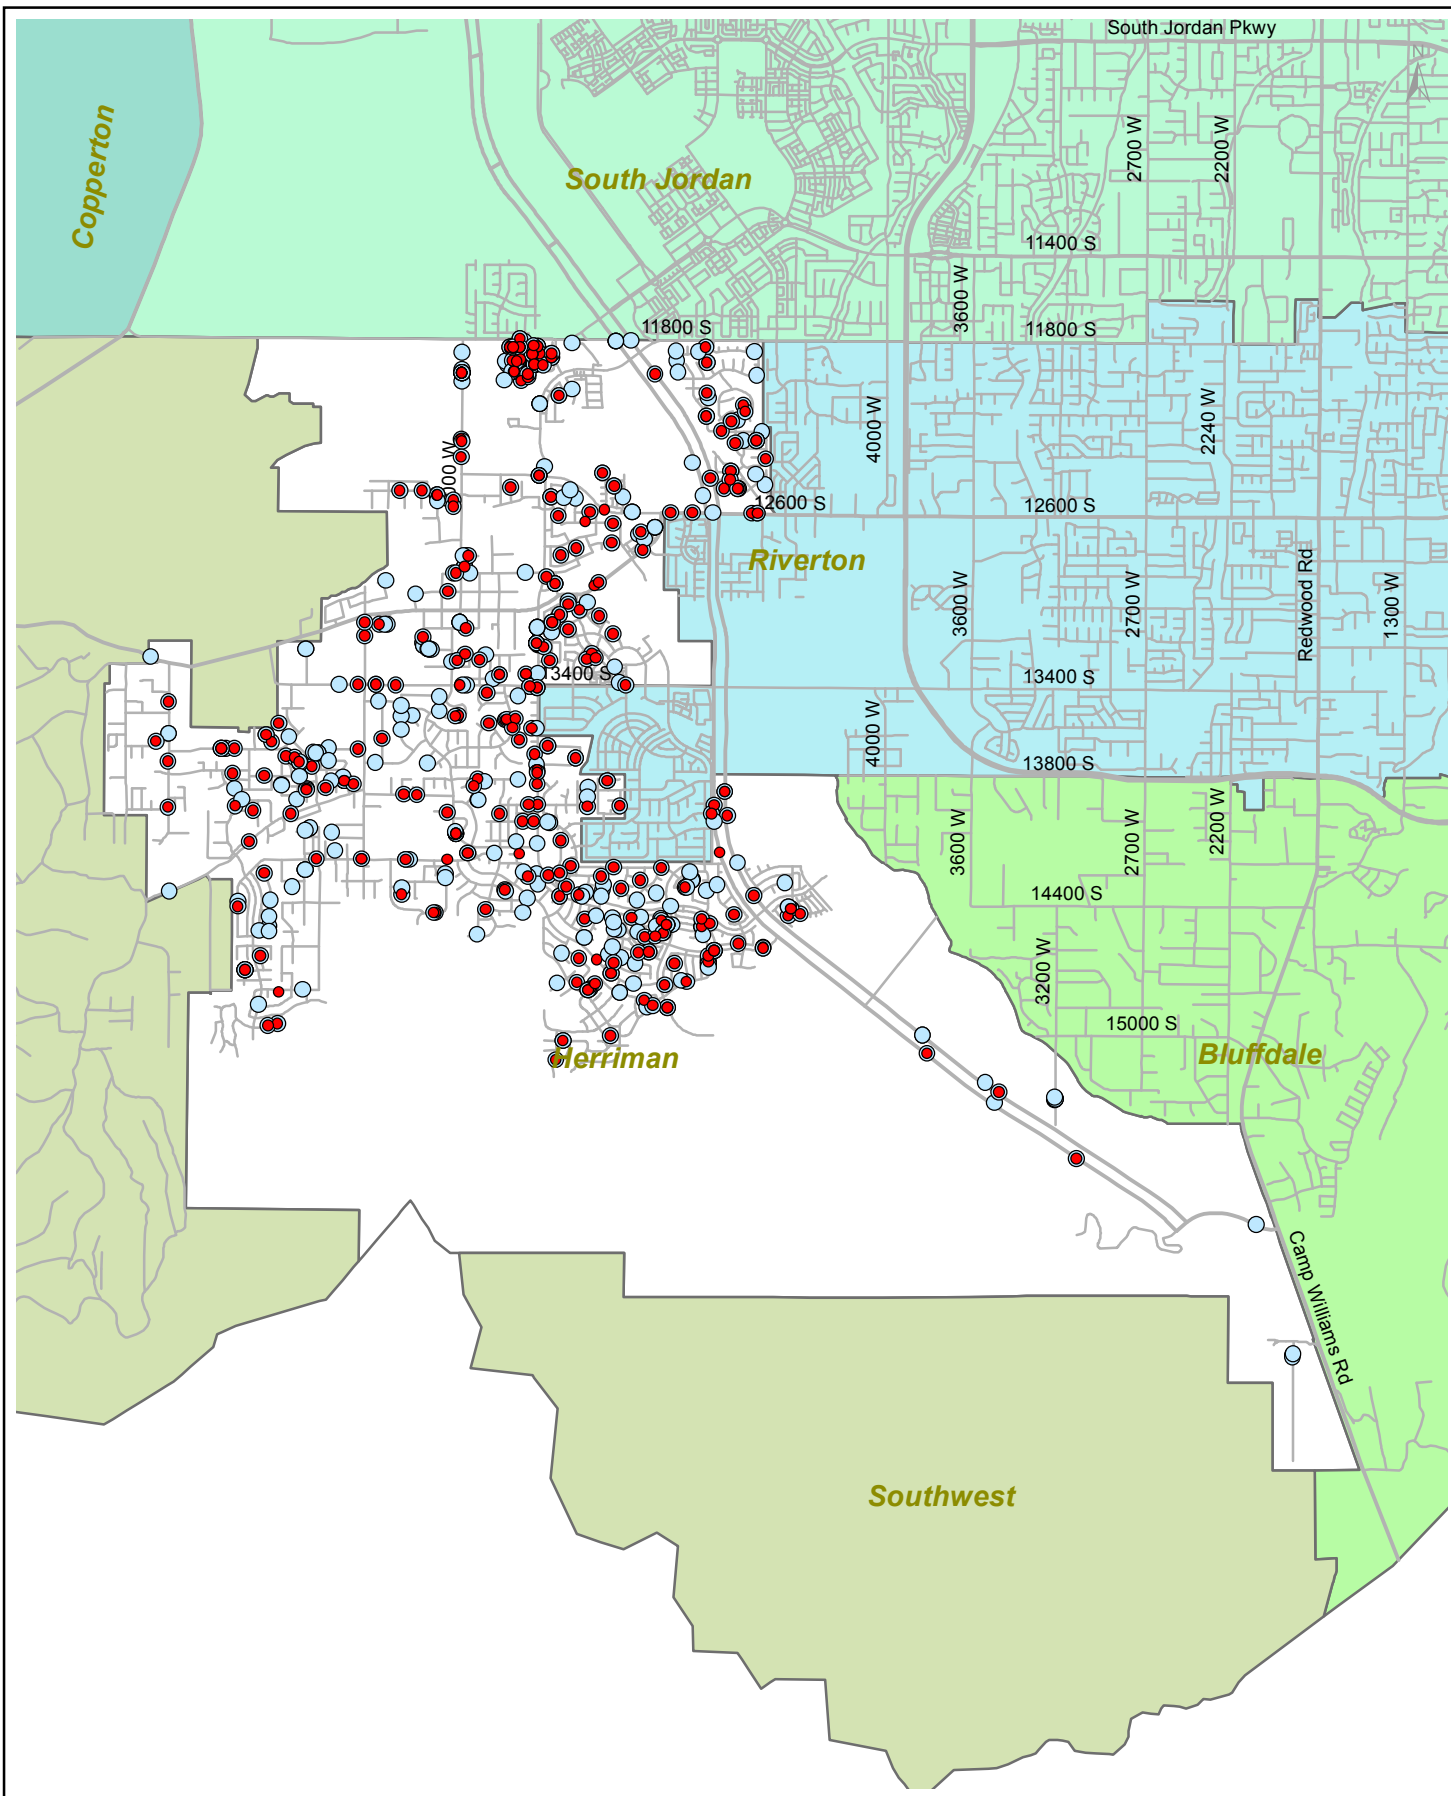 South Jordan Pkwy
N
Copperton
South Jordan
2700 W
2200 W
11400 S
3600 W
11800 S
11800 S
4000 W
2240 W
12600 S
12600 S
Riverton
3600 W
2700 W
Redwood Rd
1300 W
13400 S
13400 S
4000 W
13800 S
3600 W
2700 W
2200 W
14400 S
3200 W
15000 S
Herriman
Bluffdale
Camp Williams Rd
Southwest